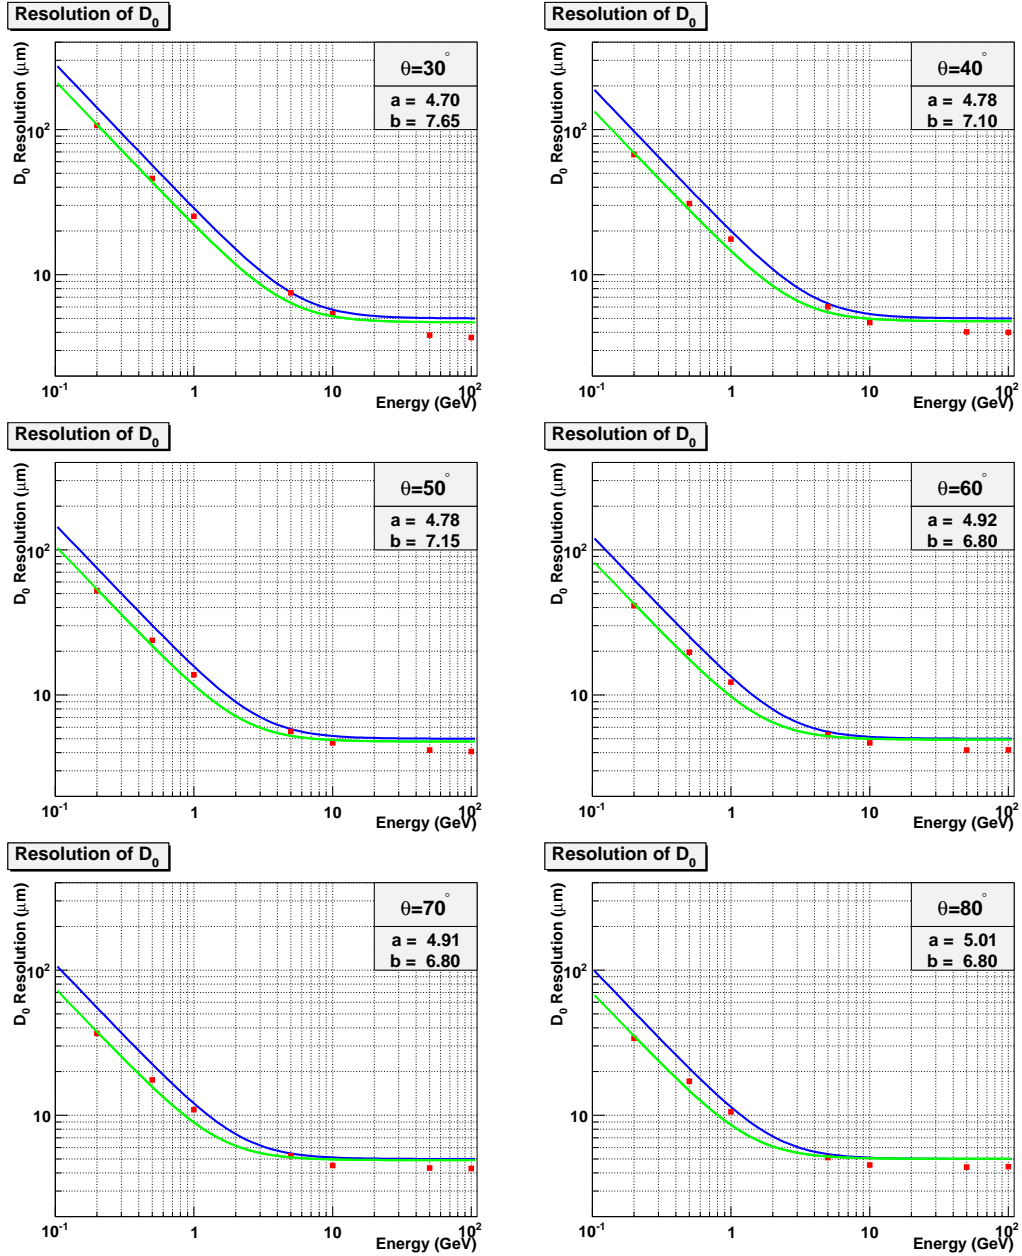 Resolution of D0
D0 Resolution (μm)
θ=30°
a = 4.70
b = 7.65
10²
10
10⁻¹
1
10
10²
Energy (GeV)
Resolution of D0
D0 Resolution (μm)
θ=40°
a = 4.78
b = 7.10
10²
10
10⁻¹
1
10
10²
Energy (GeV)
Resolution of D0
D0 Resolution (μm)
θ=50°
a = 4.78
b = 7.15
10²
10
10⁻¹
1
10
10²
Energy (GeV)
Resolution of D0
D0 Resolution (μm)
θ=60°
a = 4.92
b = 6.80
10²
10
10⁻¹
1
10
10²
Energy (GeV)
Resolution of D0
D0 Resolution (μm)
θ=70°
a = 4.91
b = 6.80
10²
10
10⁻¹
1
10
10²
Energy (GeV)
Resolution of D0
D0 Resolution (μm)
θ=80°
a = 5.01
b = 6.80
10²
10
10⁻¹
1
10
10²
Energy (GeV)